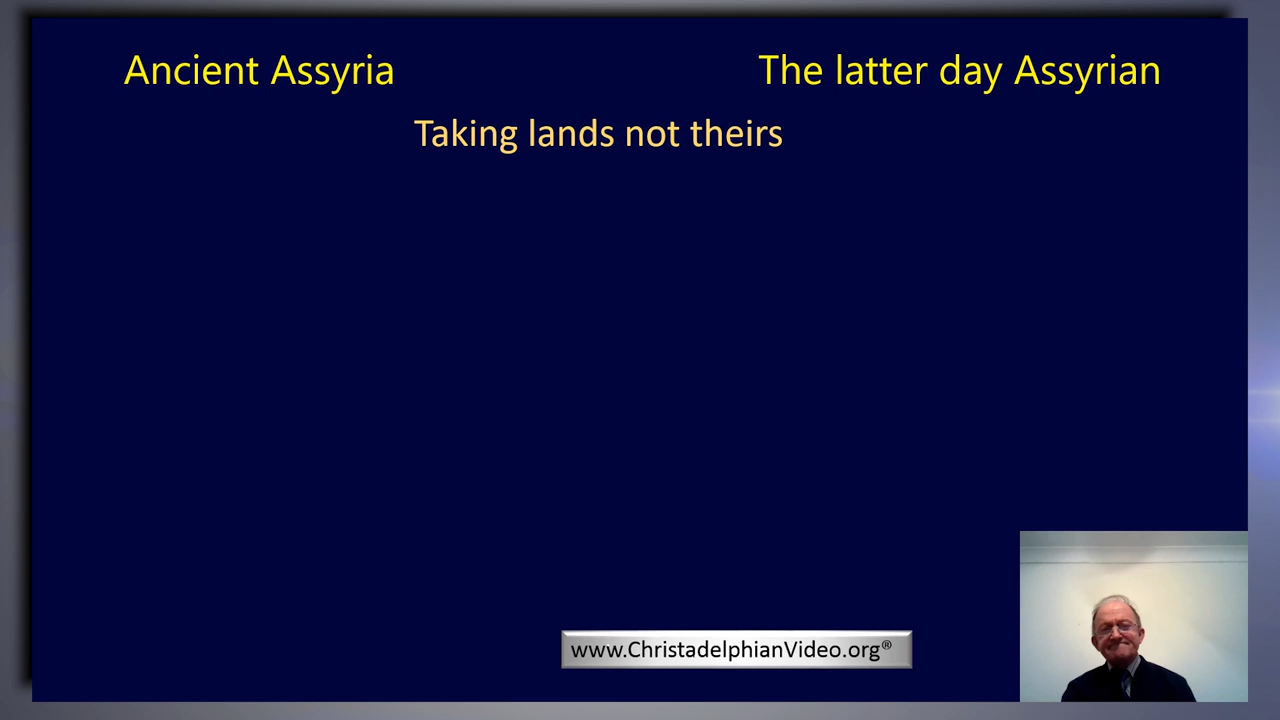 Ancient Assyria
The latter day Assyrian
Taking lands not theirs
www.ChristadelphianVideo.org®